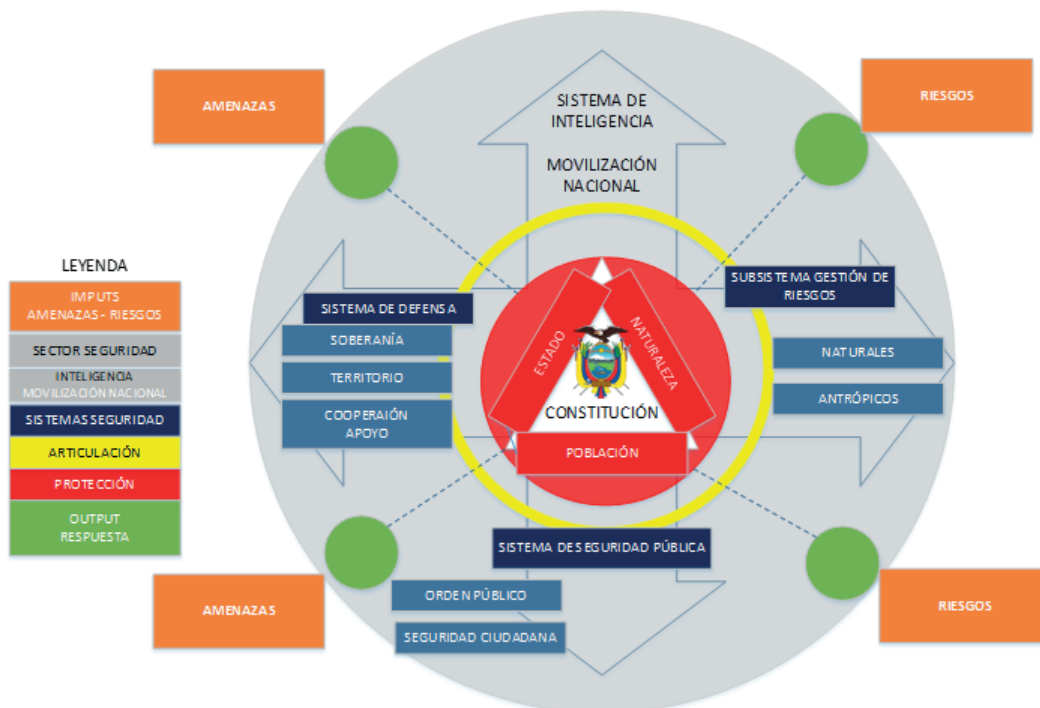 AMENAZAS
RIESGOS
SISTEMA DE
INTELIGENCIA
MOVILIZACIÓN
NACIONAL
LEYENDA
IMPUTS
AMENAZAS - RIESGOS
SECTOR SEGURIDAD
INTELIGENCIA
MOVILIZACIÓN NACIONAL
SISTEMAS SEGURIDAD
ARTICULACIÓN
PROTECCIÓN
OUTPUT
RESPUESTA
SISTEMA DE DEFENSA
SOBERANÍA
TERRITORIO
COOPERAIÓN
APOYO
ESTADO
NATURALEZA
CONSTITUCIÓN
POBLACIÓN
SUBSISTEMA GESTIÓN DE
RIESGOS
NATURALES
ANTRÓPICOS
SISTEMA DE SEGURIDAD PÚBLICA
ORDEN PÚBLICO
SEGURIDAD CIUDADANA
AMENAZAS
RIESGOS